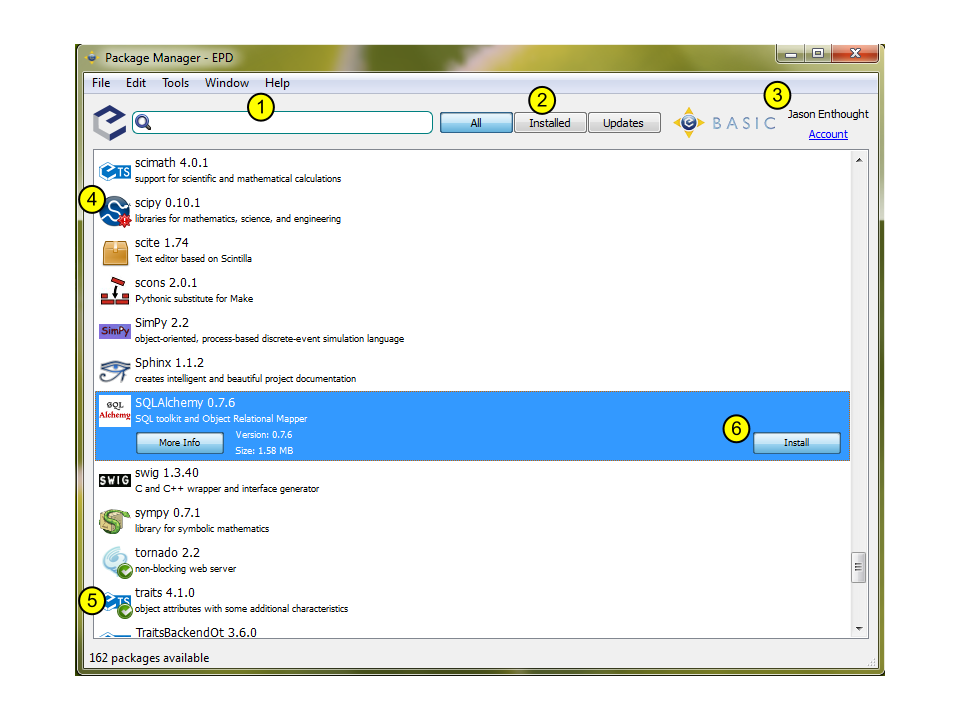 Package Manager - EPD
File Edit Tools Window Help
1
2
3
All Installed Updates
BASIC
Jason Enthought
Account
ETS
scimath 4.0.1
support for scientific and mathematical calculations
4
scipy 0.10.1
libraries for mathematics, science, and engineering
scite 1.74
Text editor based on Scintilla
scons 2.0.1
Pythonic substitute for Make
SimPy
SimPy 2.2
object-oriented, process-based discrete-event simulation language
Sphinx 1.1.2
creates intelligent and beautiful project documentation
SQL
Alchemy
SQLAlchemy 0.7.6
SQL toolkit and Object Relational Mapper
More Info
Version: 0.7.6
Size: 1.58 MB
6
Install
SWIG
swig 1.3.40
C and C++ wrapper and interface generator
sympy 0.7.1
library for symbolic mathematics
tornado 2.2
non-blocking web server
5
ETS
traits 4.1.0
object attributes with some additional characteristics
TraitsBackendQt 3.6.0
162 packages available